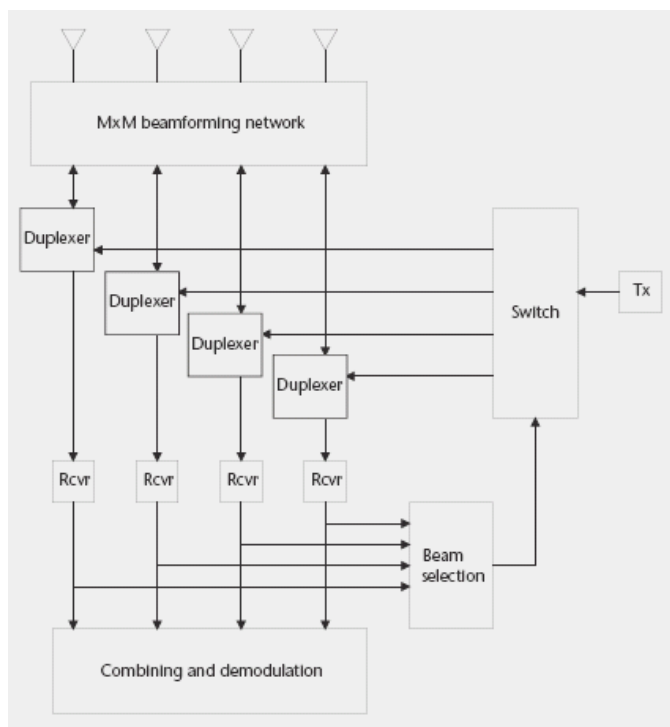 MxM beamforming network
Duplexer
Duplexer
Duplexer
Duplexer
Switch
Tx
Rcvr
Rcvr
Rcvr
Rcvr
Beam
selection
Combining and demodulation